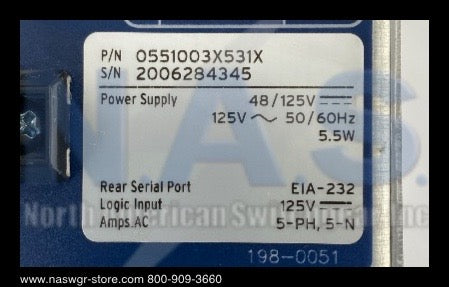 P/N 0551003X531X
S/N 2006284345
Power Supply 48/125V ⎓
125V ∼ 50/60Hz
5.5W
N.A.S.
Rear Serial Port EIA-232
Logic Input 125V ⎓
North American Switchgear, Inc.
Amps AC 5-PH, 5-N
198-0051
www.naswgr-store.com 800-909-3660